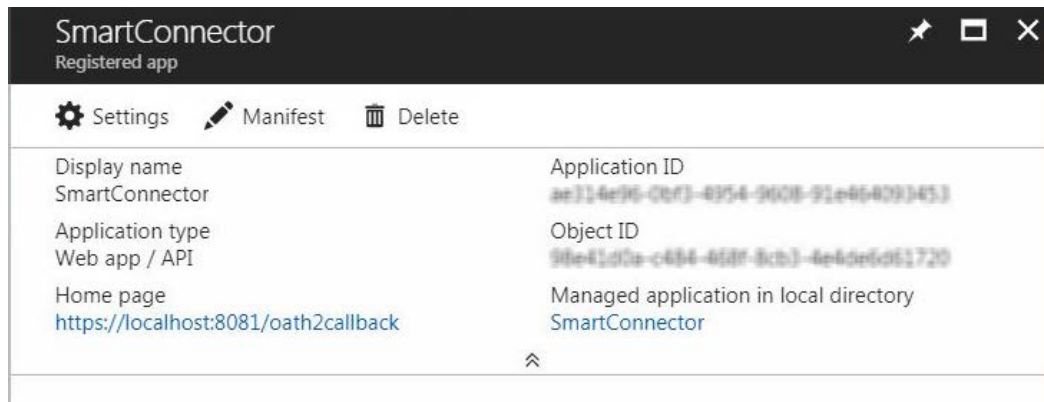 SmartConnector
Registered app
Settings Manifest Delete
Display name
SmartConnector
Application ID
Application type
Web app / API
Object ID
Home page
https://localhost:8081/oath2callback
Managed application in local directory
SmartConnector